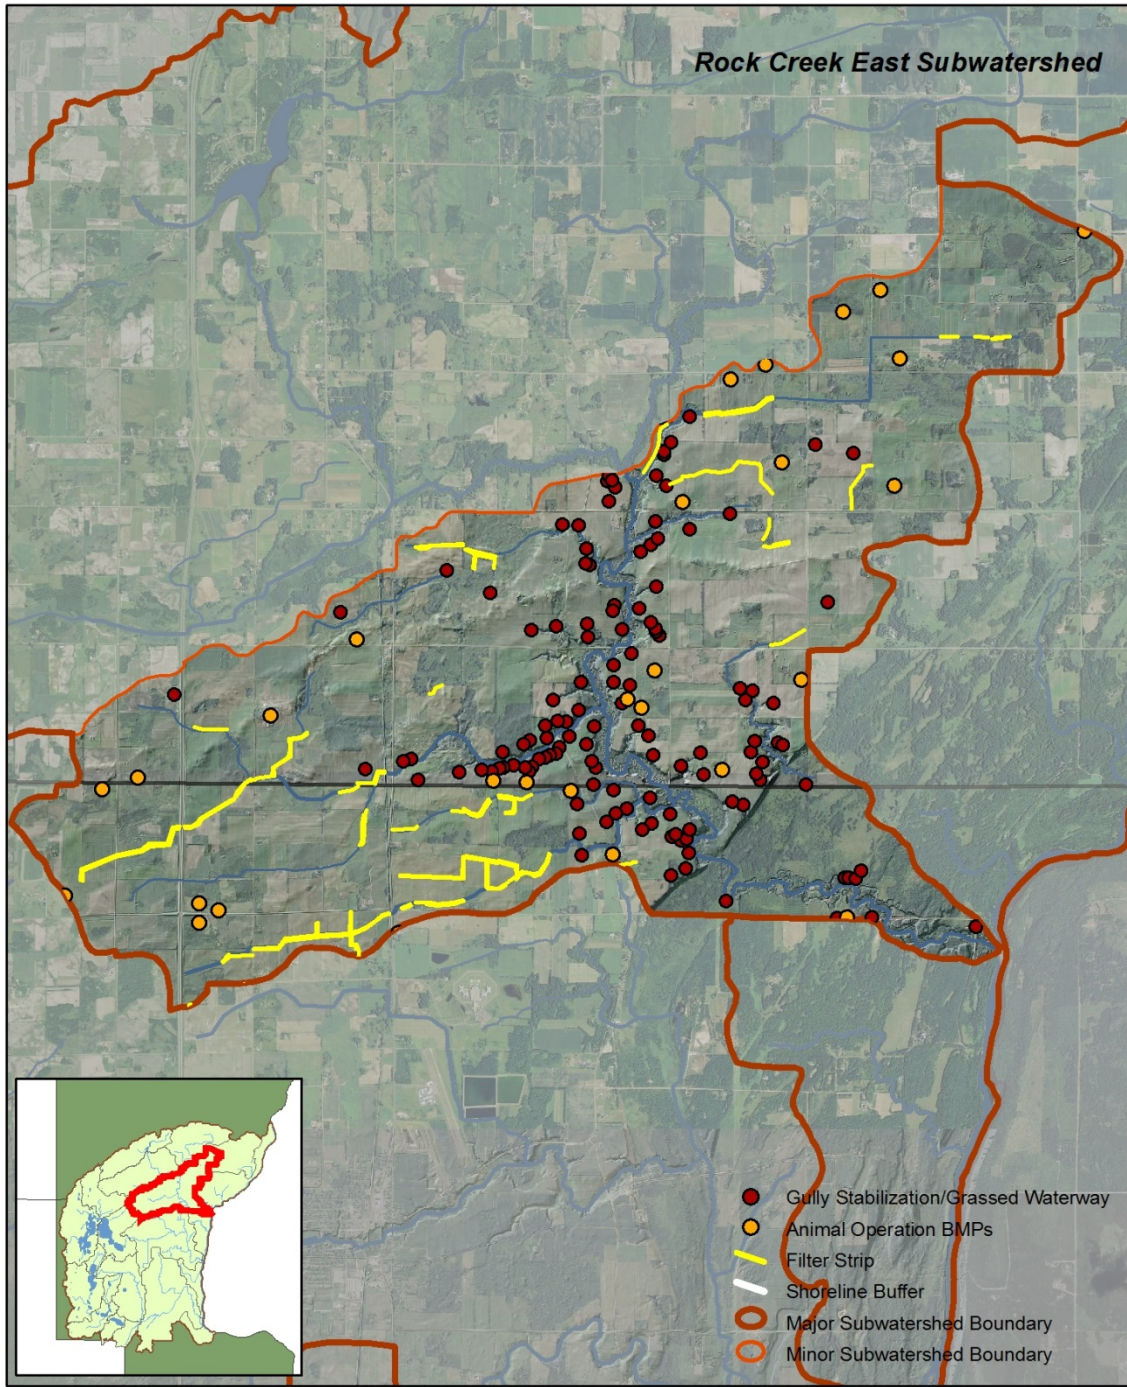 Rock Creek East Subwatershed
Gully Stabilization/Grassed Waterway
Animal Operation BMPs
Filter Strip
Shoreline Buffer
Major Subwatershed Boundary
Minor Subwatershed Boundary